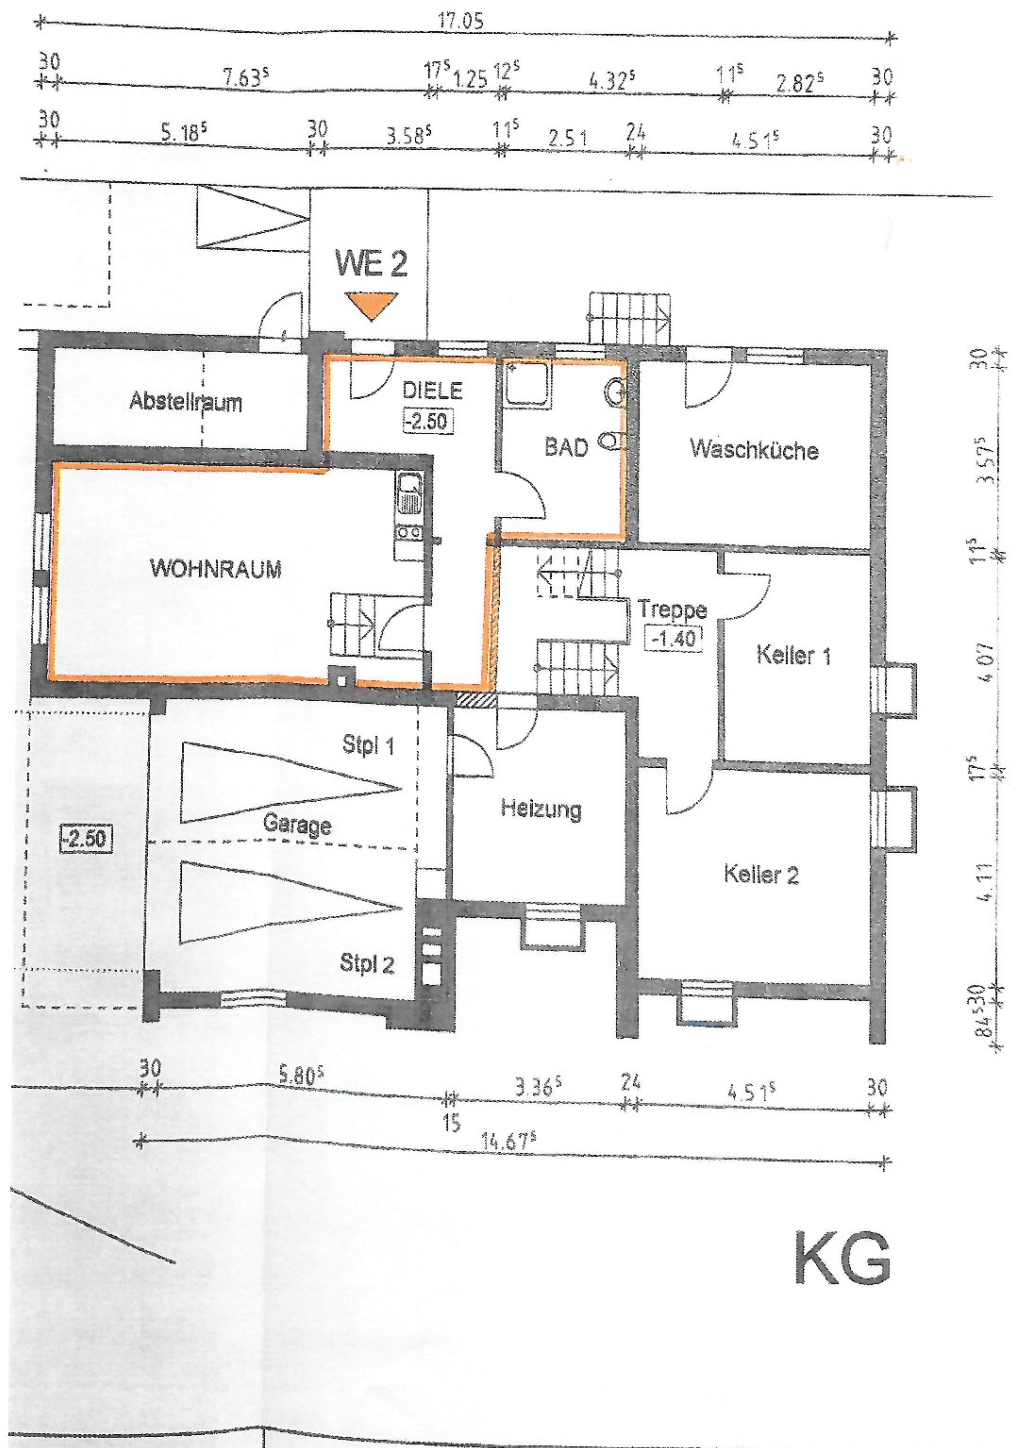 17.05
30 7.63⁵ 17⁵ 1.25 12⁵ 4.32⁵ 11⁵ 2.82⁵ 30
30 5.18⁵ 30 3.58⁵ 11⁵ 2.51 24 4.51⁵ 30
WE 2
DIELE
-2.50
Abstellraum
BAD
Waschküche
30
3.57⁵
11⁵
4.07
17⁵
4.11
30
84⁵
WOHNRAUM
Treppe
-1.40
Keller 1
Stpl 1
Garage
-2.50
Heizung
Keller 2
Stpl 2
30 5.80⁵ 15 3.36⁵ 24 4.51⁵ 30
14.67⁵
KG